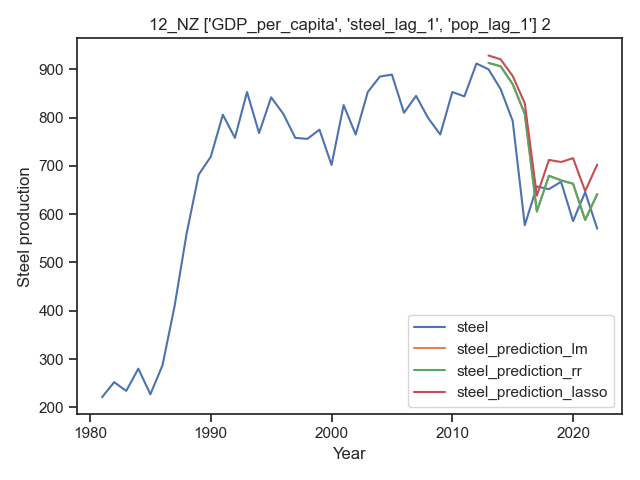 12_NZ ['GDP_per_capita', 'steel_lag_1', 'pop_lag_1'] 2
Steel production
900
800
700
600
500
400
300
200
1980
1990
2000
2010
2020
Year
steel
steel_prediction_lm
steel_prediction_rr
steel_prediction_lasso